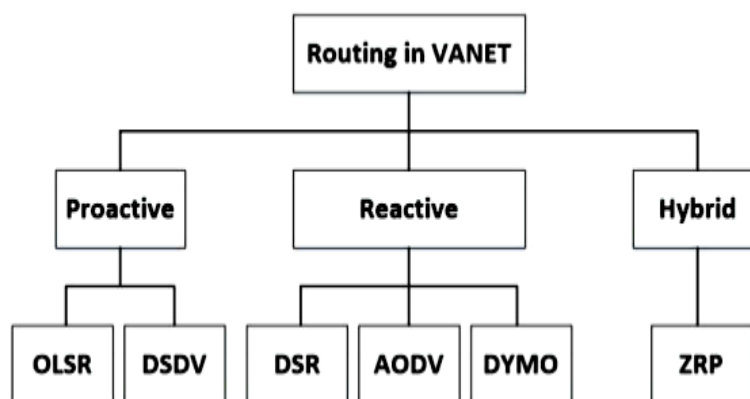 Routing in VANET
Proactive
Reactive
Hybrid
OLSR
DSDV
DSR
AODV
DYMO
ZRP